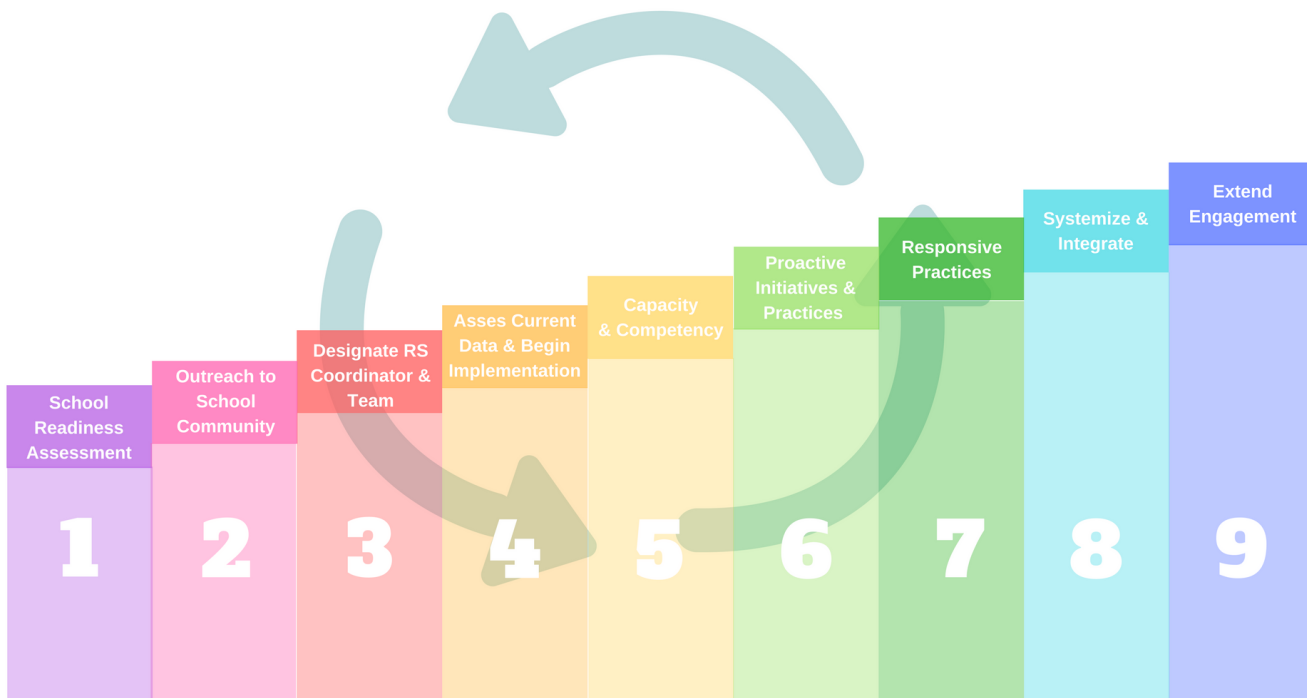 School
Readiness
Assessment
Outreach to
School
Community
Designate RS
Coordinator &
Team
Asses Current
Data & Begin
Implementation
Capacity
& Competency
Proactive
Initiatives &
Practices
Responsive
Practices
Systemize &
Integrate
Extend
Engagement
1
2
3
4
5
6
7
8
9